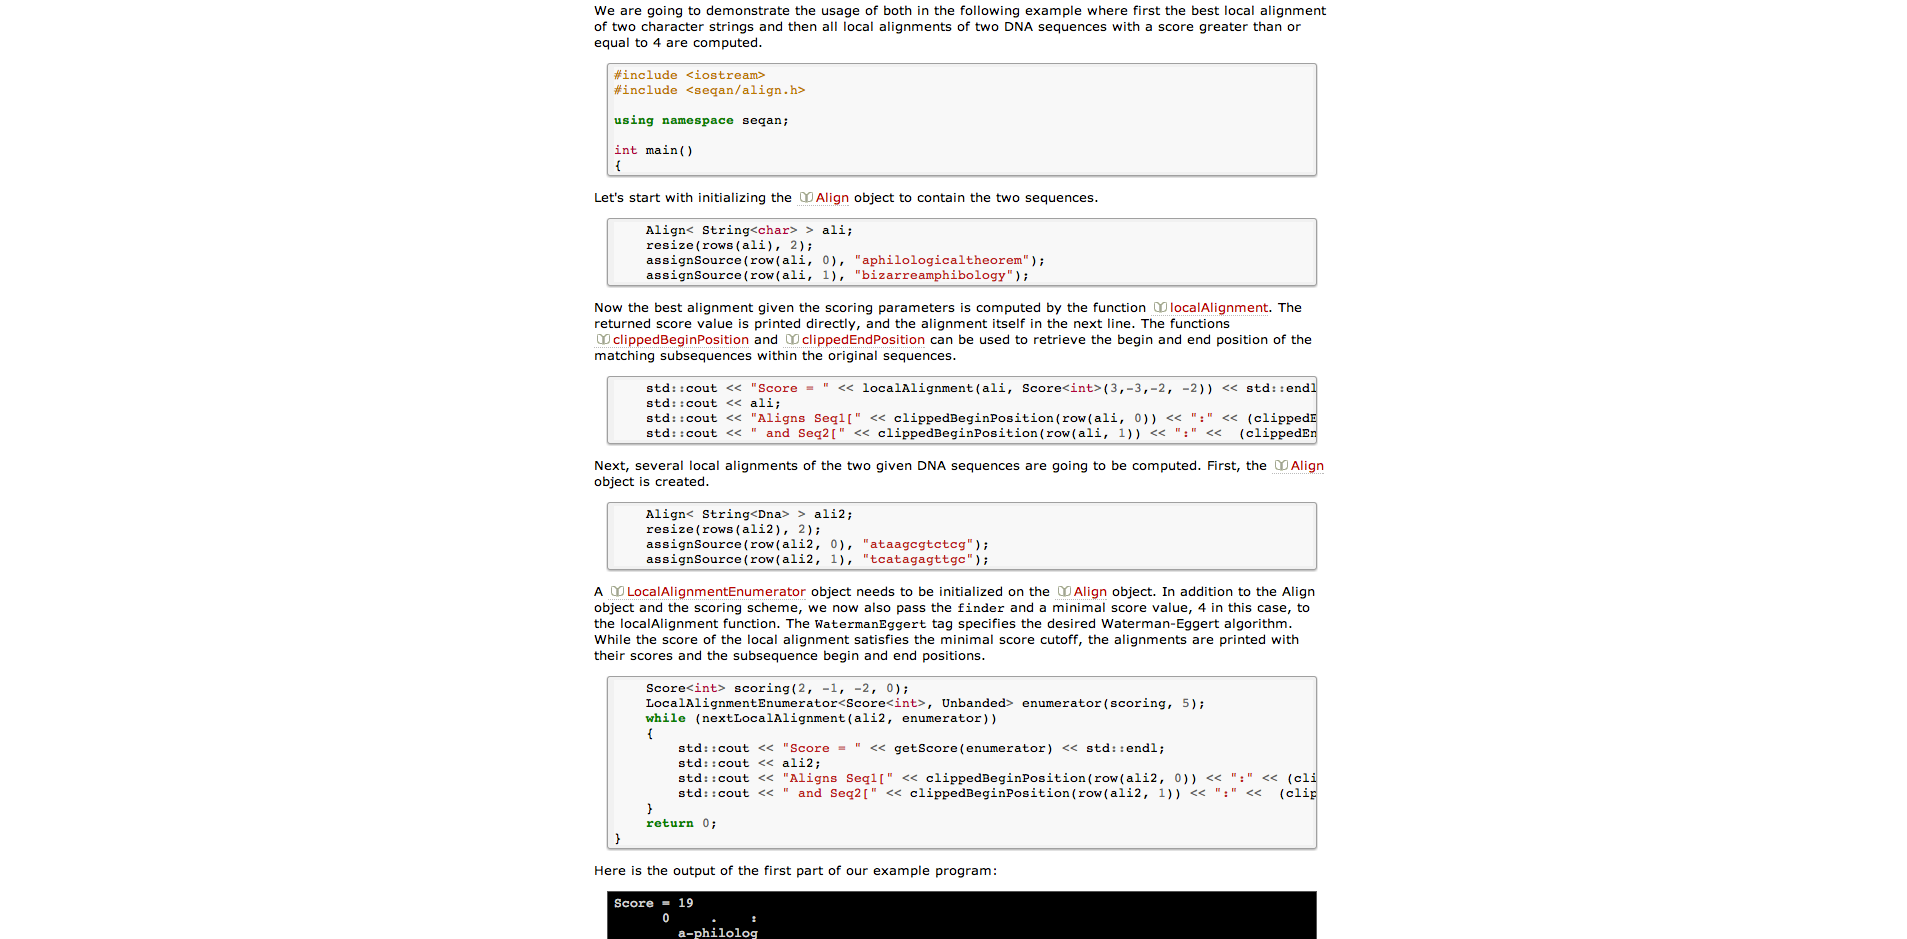 We are going to demonstrate the usage of both in the following example where first the best local alignment
of two character strings and then all local alignments of two DNA sequences with a score greater than or
equal to 4 are computed.
#include <iostream>
#include <seqan/align.h>
using namespace seqan;
int main()
{
Let's start with initializing the Align object to contain the two sequences.
Align< String<char> > ali;
resize(rows(ali), 2);
assignSource(row(ali, 0), "aphilologicaltheorem");
assignSource(row(ali, 1), "bizarreamphibology");
Now the best alignment given the scoring parameters is computed by the function localAlignment. The
returned score value is printed directly, and the alignment itself in the next line. The functions
clippedBeginPosition and clippedEndPosition can be used to retrieve the begin and end position of the
matching subsequences within the original sequences.
std::cout << "Score = " << localAlignment(ali, Score<int>(3,-3,-2, -2)) << std::endl
std::cout << ali;
std::cout << "Aligns Seq1[" << clippedBeginPosition(row(ali, 0)) << ":" << (clippedE
std::cout << " and Seq2[" << clippedBeginPosition(row(ali, 1)) << ":" <<  (clippedEn
Next, several local alignments of the two given DNA sequences are going to be computed. First, the Align
object is created.
Align< String<Dna> > ali2;
resize(rows(ali2), 2);
assignSource(row(ali2, 0), "ataagcgtctcg");
assignSource(row(ali2, 1), "tcatagagttgc");
A LocalAlignmentEnumerator object needs to be initialized on the Align object. In addition to the Align
object and the scoring scheme, we now also pass the finder and a minimal score value, 4 in this case, to
the localAlignment function. The WatermanEggert tag specifies the desired Waterman-Eggert algorithm.
While the score of the local alignment satisfies the minimal score cutoff, the alignments are printed with
their scores and the subsequence begin and end positions.
Score<int> scoring(2, -1, -2, 0);
LocalAlignmentEnumerator<Score<int>, Unbanded> enumerator(scoring, 5);
while (nextLocalAlignment(ali2, enumerator))
{
std::cout << "Score = " << getScore(enumerator) << std::endl;
std::cout << ali2;
std::cout << "Aligns Seq1[" << clippedBeginPosition(row(ali2, 0)) << ":" << (cli
std::cout << " and Seq2[" << clippedBeginPosition(row(ali2, 1)) << ":" <<  (clip
}
return 0;
}
Here is the output of the first part of our example program:
Score = 19
0     .    :
a-philolog